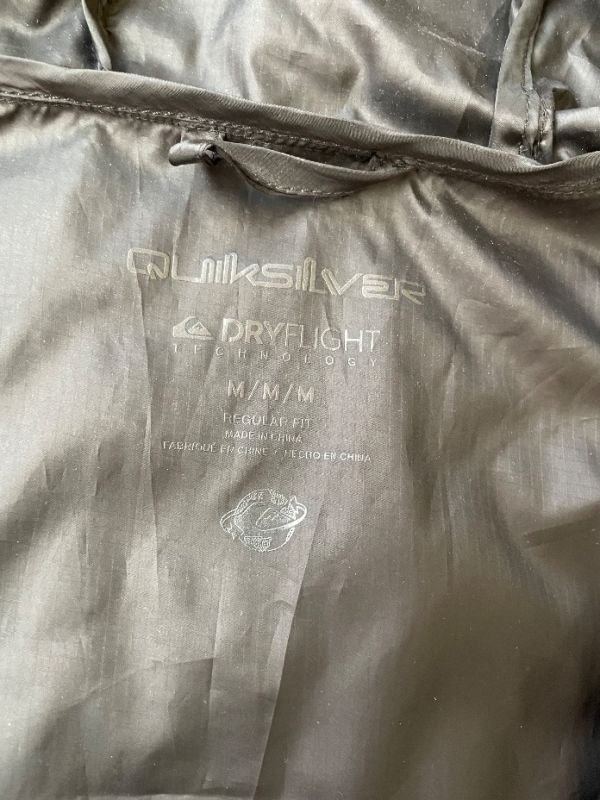 QUIKSILVER
DRYFLIGHT
TECHNOLOGY
M/M/M
REGULAR FIT
MADE IN CHINA
FABRIQUÉ EN CHINE / HECHO EN CHINA